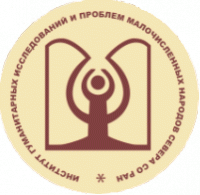 ИНСТИТУТ ГУМАНИТАРНЫХ ИССЛЕДОВАНИЙ И ПРОБЛЕМ МАЛОЧИСЛЕННЫХ НАРОДОВ СЕВЕРА СО РАН